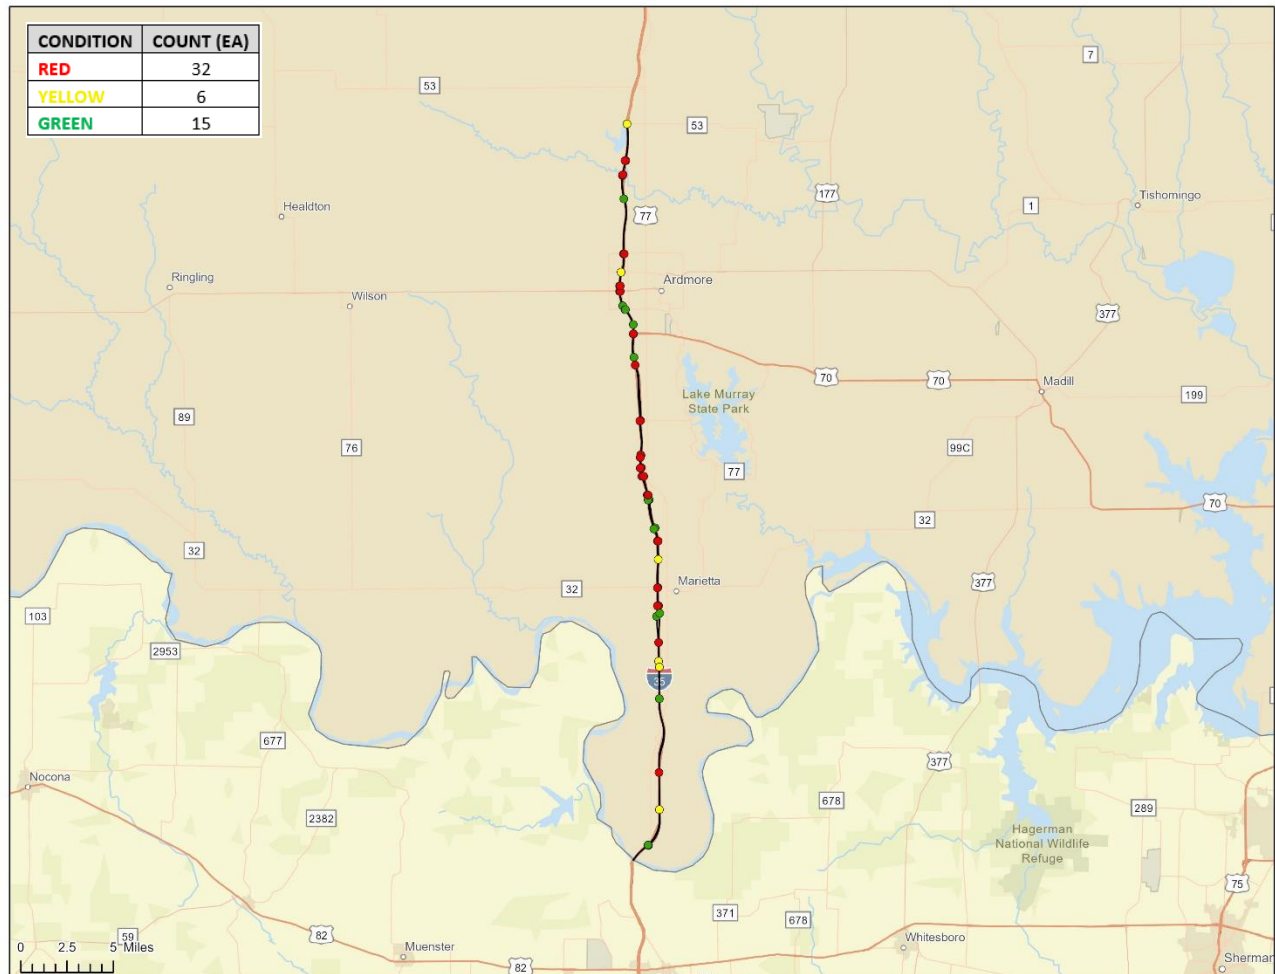 CONDITION COUNT (EA)
RED 32
YELLOW 6
GREEN 15
7
53
53
177
Tishomingo
1
Healdton
77
Ringling
Ardmore
Wilson
377
70
70
Madill
Lake Murray
State Park
199
89
76
99C
77
70
32
32
377
32
Marietta
103
2953
35
677
377
Nocona
678
289
2382
Hagerman
National Wildlife
Refuge
75
371
678
59
82
Whitesboro
Muenster
82
Sherman
0 2.5 5 Miles